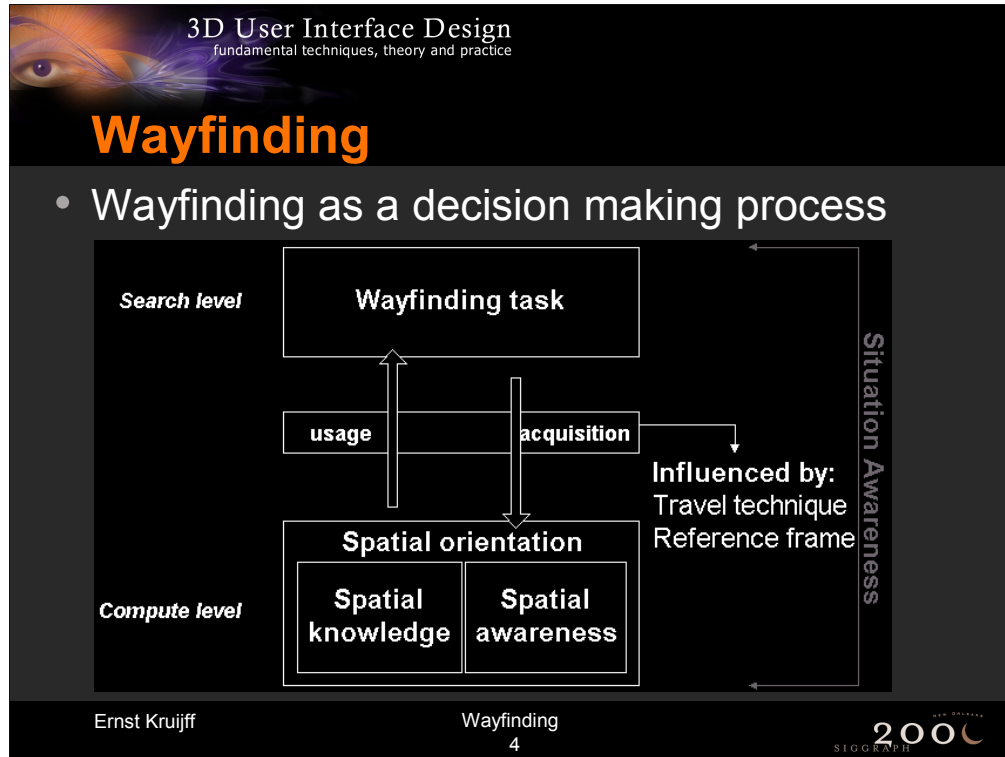 3D User Interface Design
fundamental techniques, theory and practice
Wayfinding
• Wayfinding as a decision making process
Search level
Wayfinding task
usage
acquisition
Influenced by:
Travel technique
Reference frame
Situation Awareness
Spatial orientation
Compute level
Spatial
knowledge
Spatial
awareness
Ernst Kruijff
Wayfinding
4
NEW ORLEANS
2000
SIGGRAPH